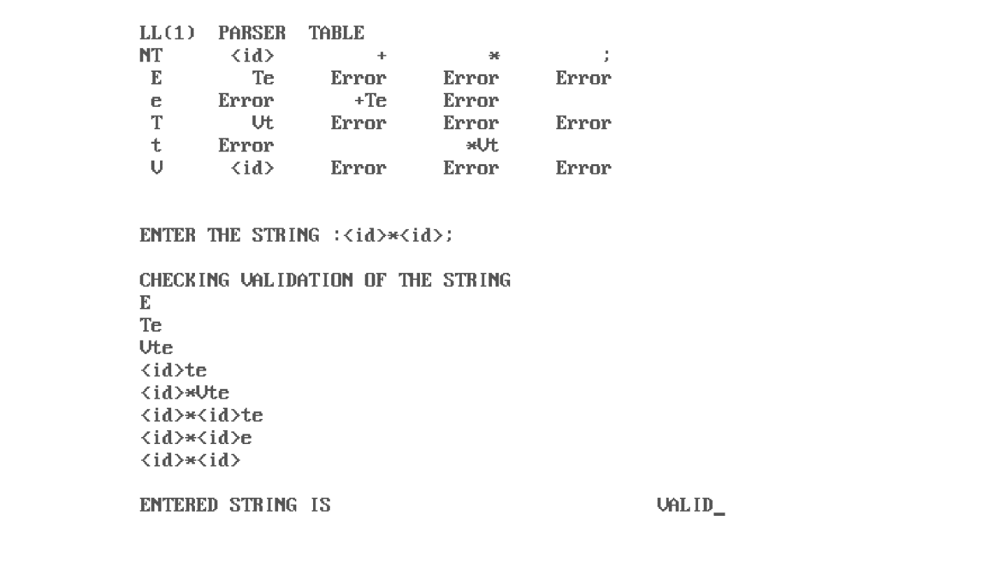 LL(1) PARSER TABLE
NT <id> + * ;
E Te Error Error Error
e Error +Te Error
T Vt Error Error Error
t Error *Vt
V <id> Error Error Error
ENTER THE STRING :<id>*<id>;
CHECKING VALIDATION OF THE STRING
E
Te
Vte
<id>te
<id>*Vte
<id>*<id>te
<id>*<id>e
<id>*<id>
ENTERED STRING IS VALID_